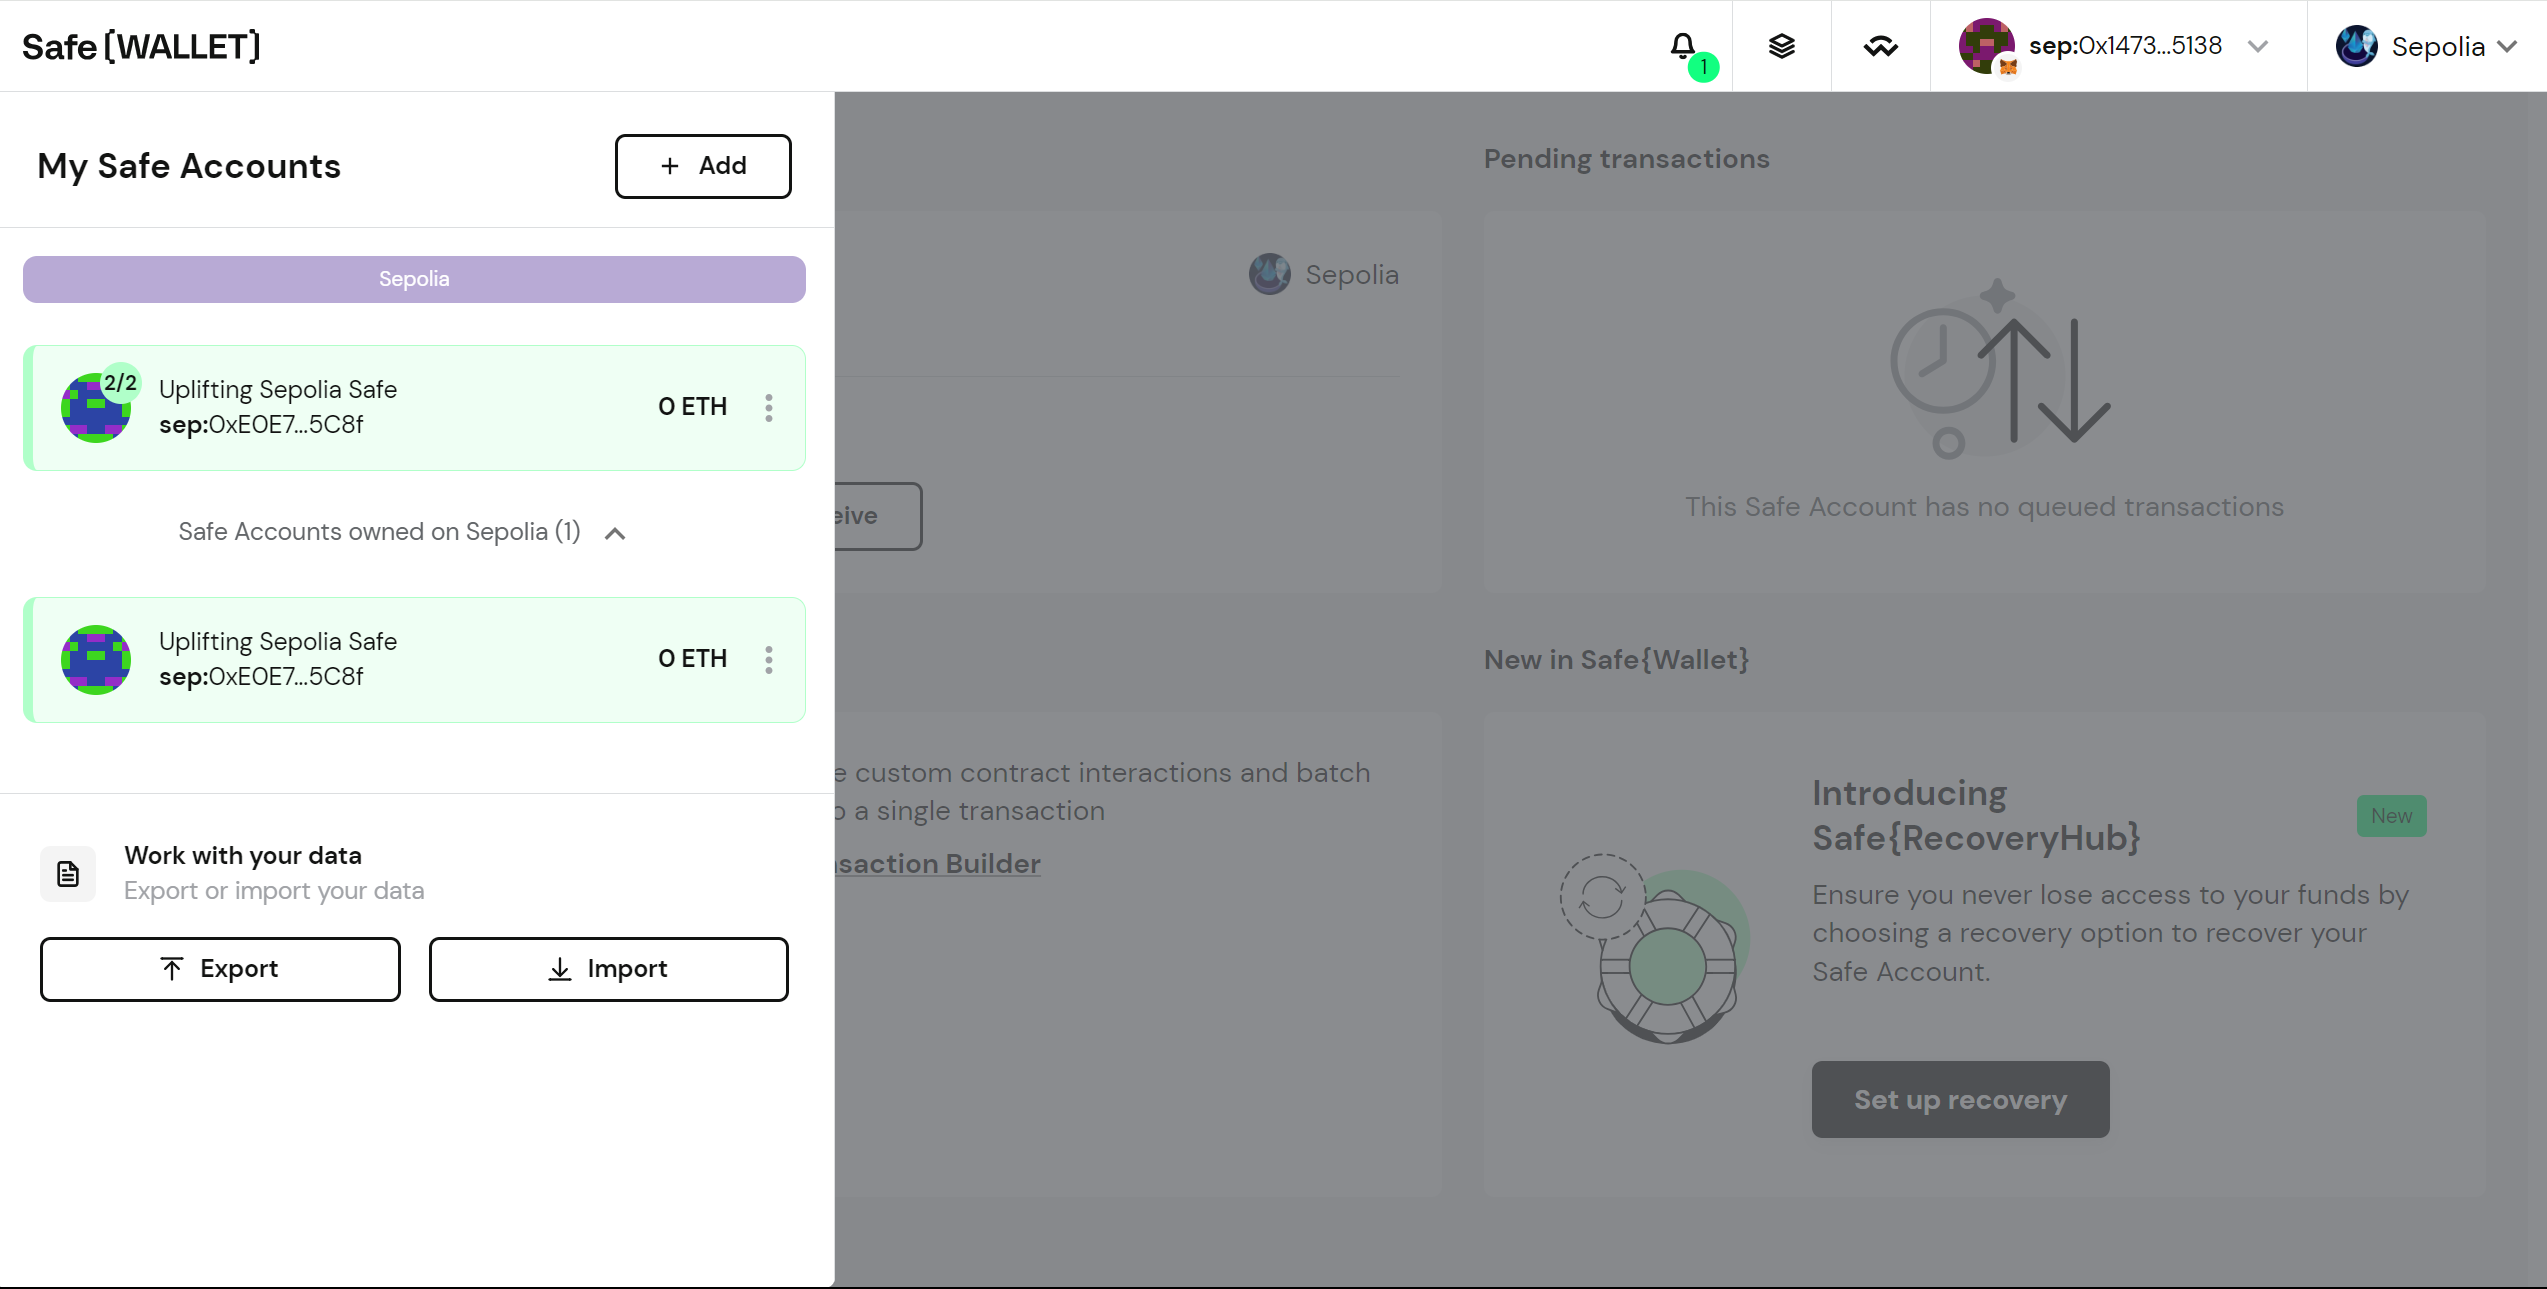 Safe{WALLET}
1
sep:0x1473...5138
Sepolia
My Safe Accounts
+ Add
Sepolia
2/2
Uplifting Sepolia Safe
sep:0xE0E7...5C8f
0 ETH
Safe Accounts owned on Sepolia (1)
Uplifting Sepolia Safe
sep:0xE0E7...5C8f
0 ETH
Work with your data
Export or import your data
Export
Import
Sepolia
eive
e custom contract interactions and batch
o a single transaction
nsaction Builder
Pending transactions
This Safe Account has no queued transactions
New in Safe{Wallet}
Introducing
Safe{RecoveryHub}
New
Ensure you never lose access to your funds by
choosing a recovery option to recover your
Safe Account.
Set up recovery